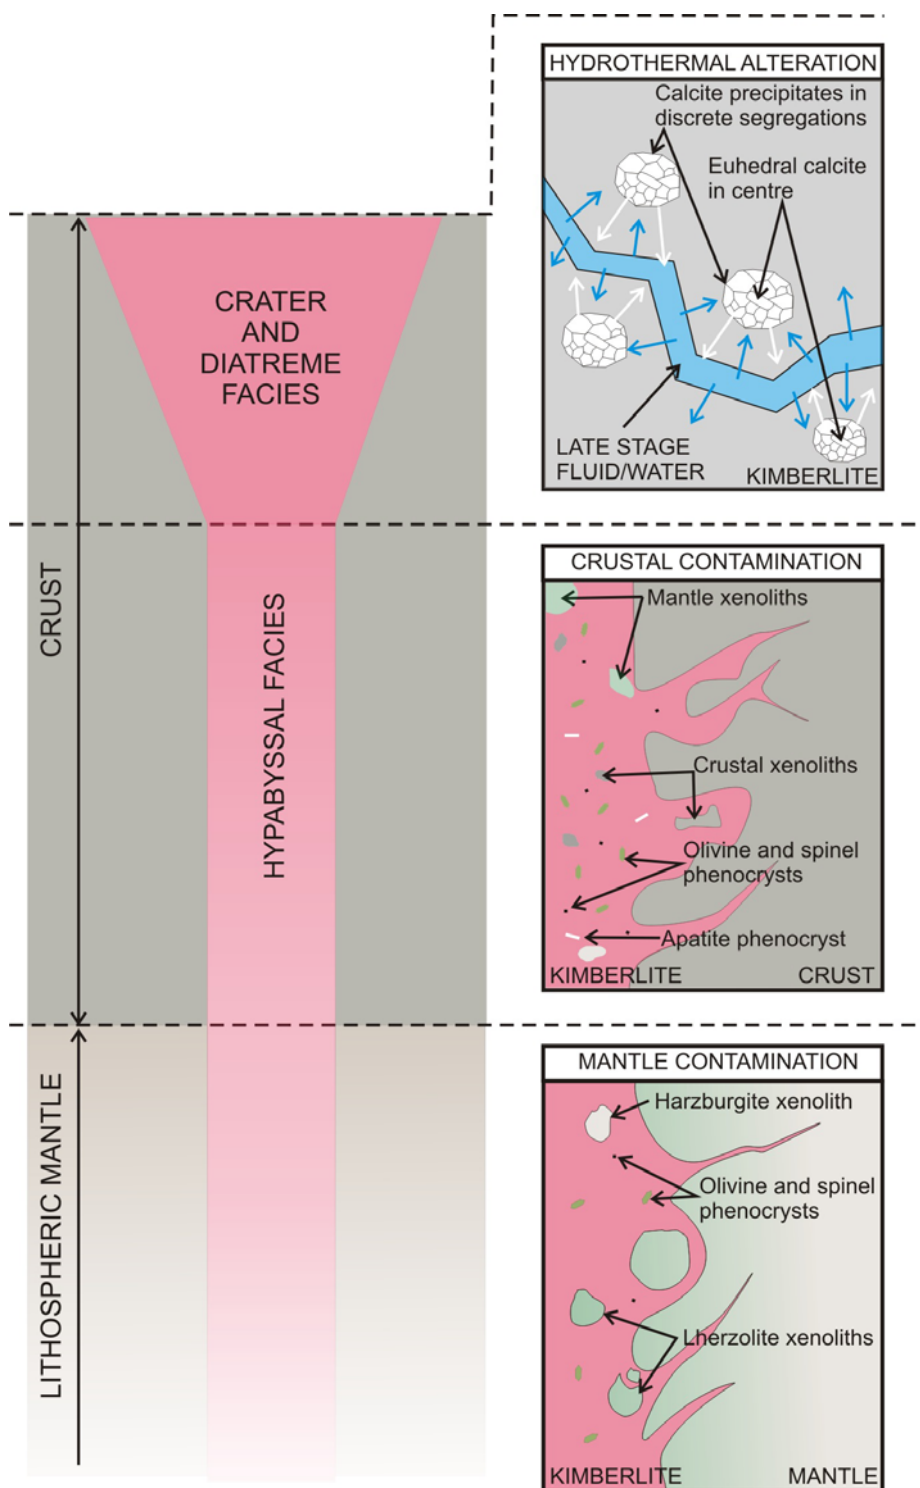 HYDROTHERMAL ALTERATION
Calcite precipitates in
discrete segregations
Euhedral calcite
in centre
LATE STAGE
FLUID/WATER
KIMBERLITE
CRATER
AND
DIATREME
FACIES
CRUST
HYPABYSSAL FACIES
CRUSTAL CONTAMINATION
Mantle xenoliths
Crustal xenoliths
Olivine and spinel
phenocrysts
Apatite phenocryst
KIMBERLITE
CRUST
LITHOSPHERIC MANTLE
MANTLE CONTAMINATION
Harzburgite xenolith
Olivine and spinel
phenocrysts
Lherzolite xenoliths
KIMBERLITE
MANTLE